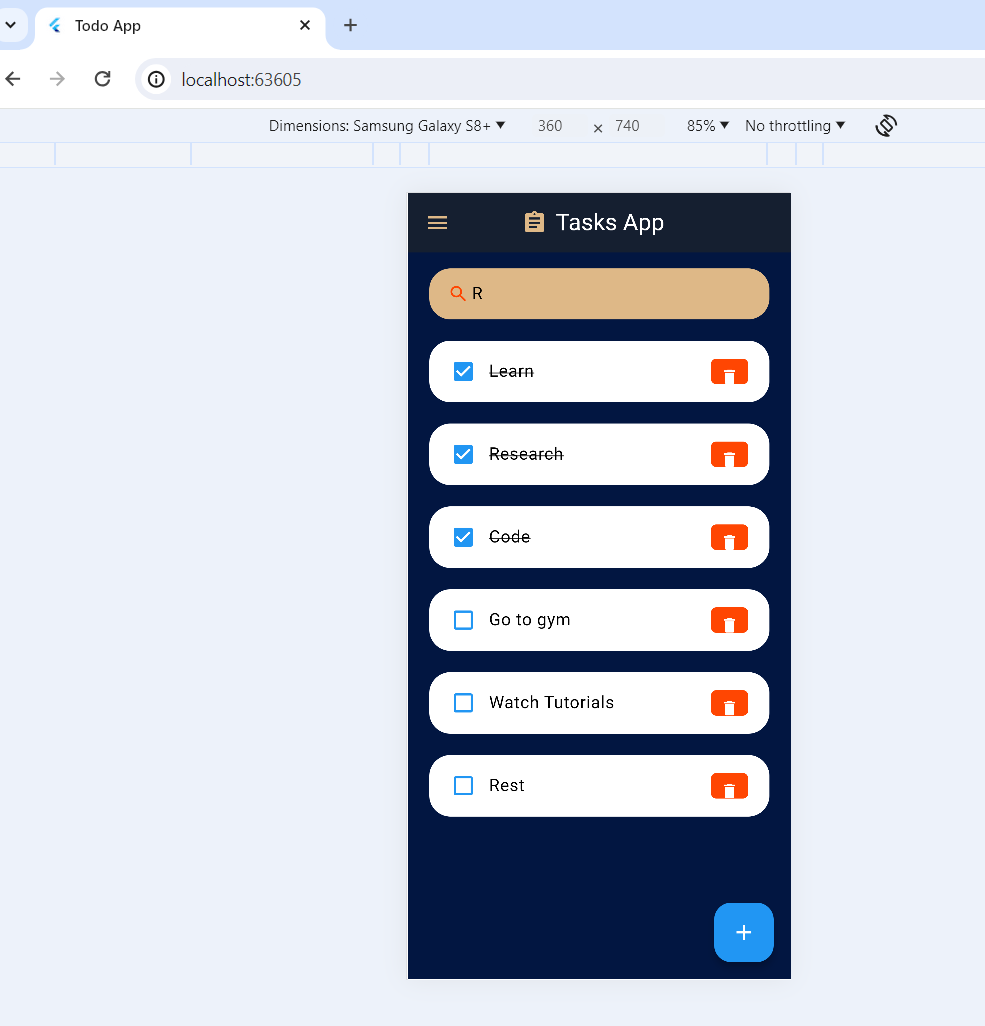 Todo App
localhost:63605
Dimensions: Samsung Galaxy S8+ 360 × 740 85% No throttling
Tasks App
R
Learn
Research
Code
Go to gym
Watch Tutorials
Rest